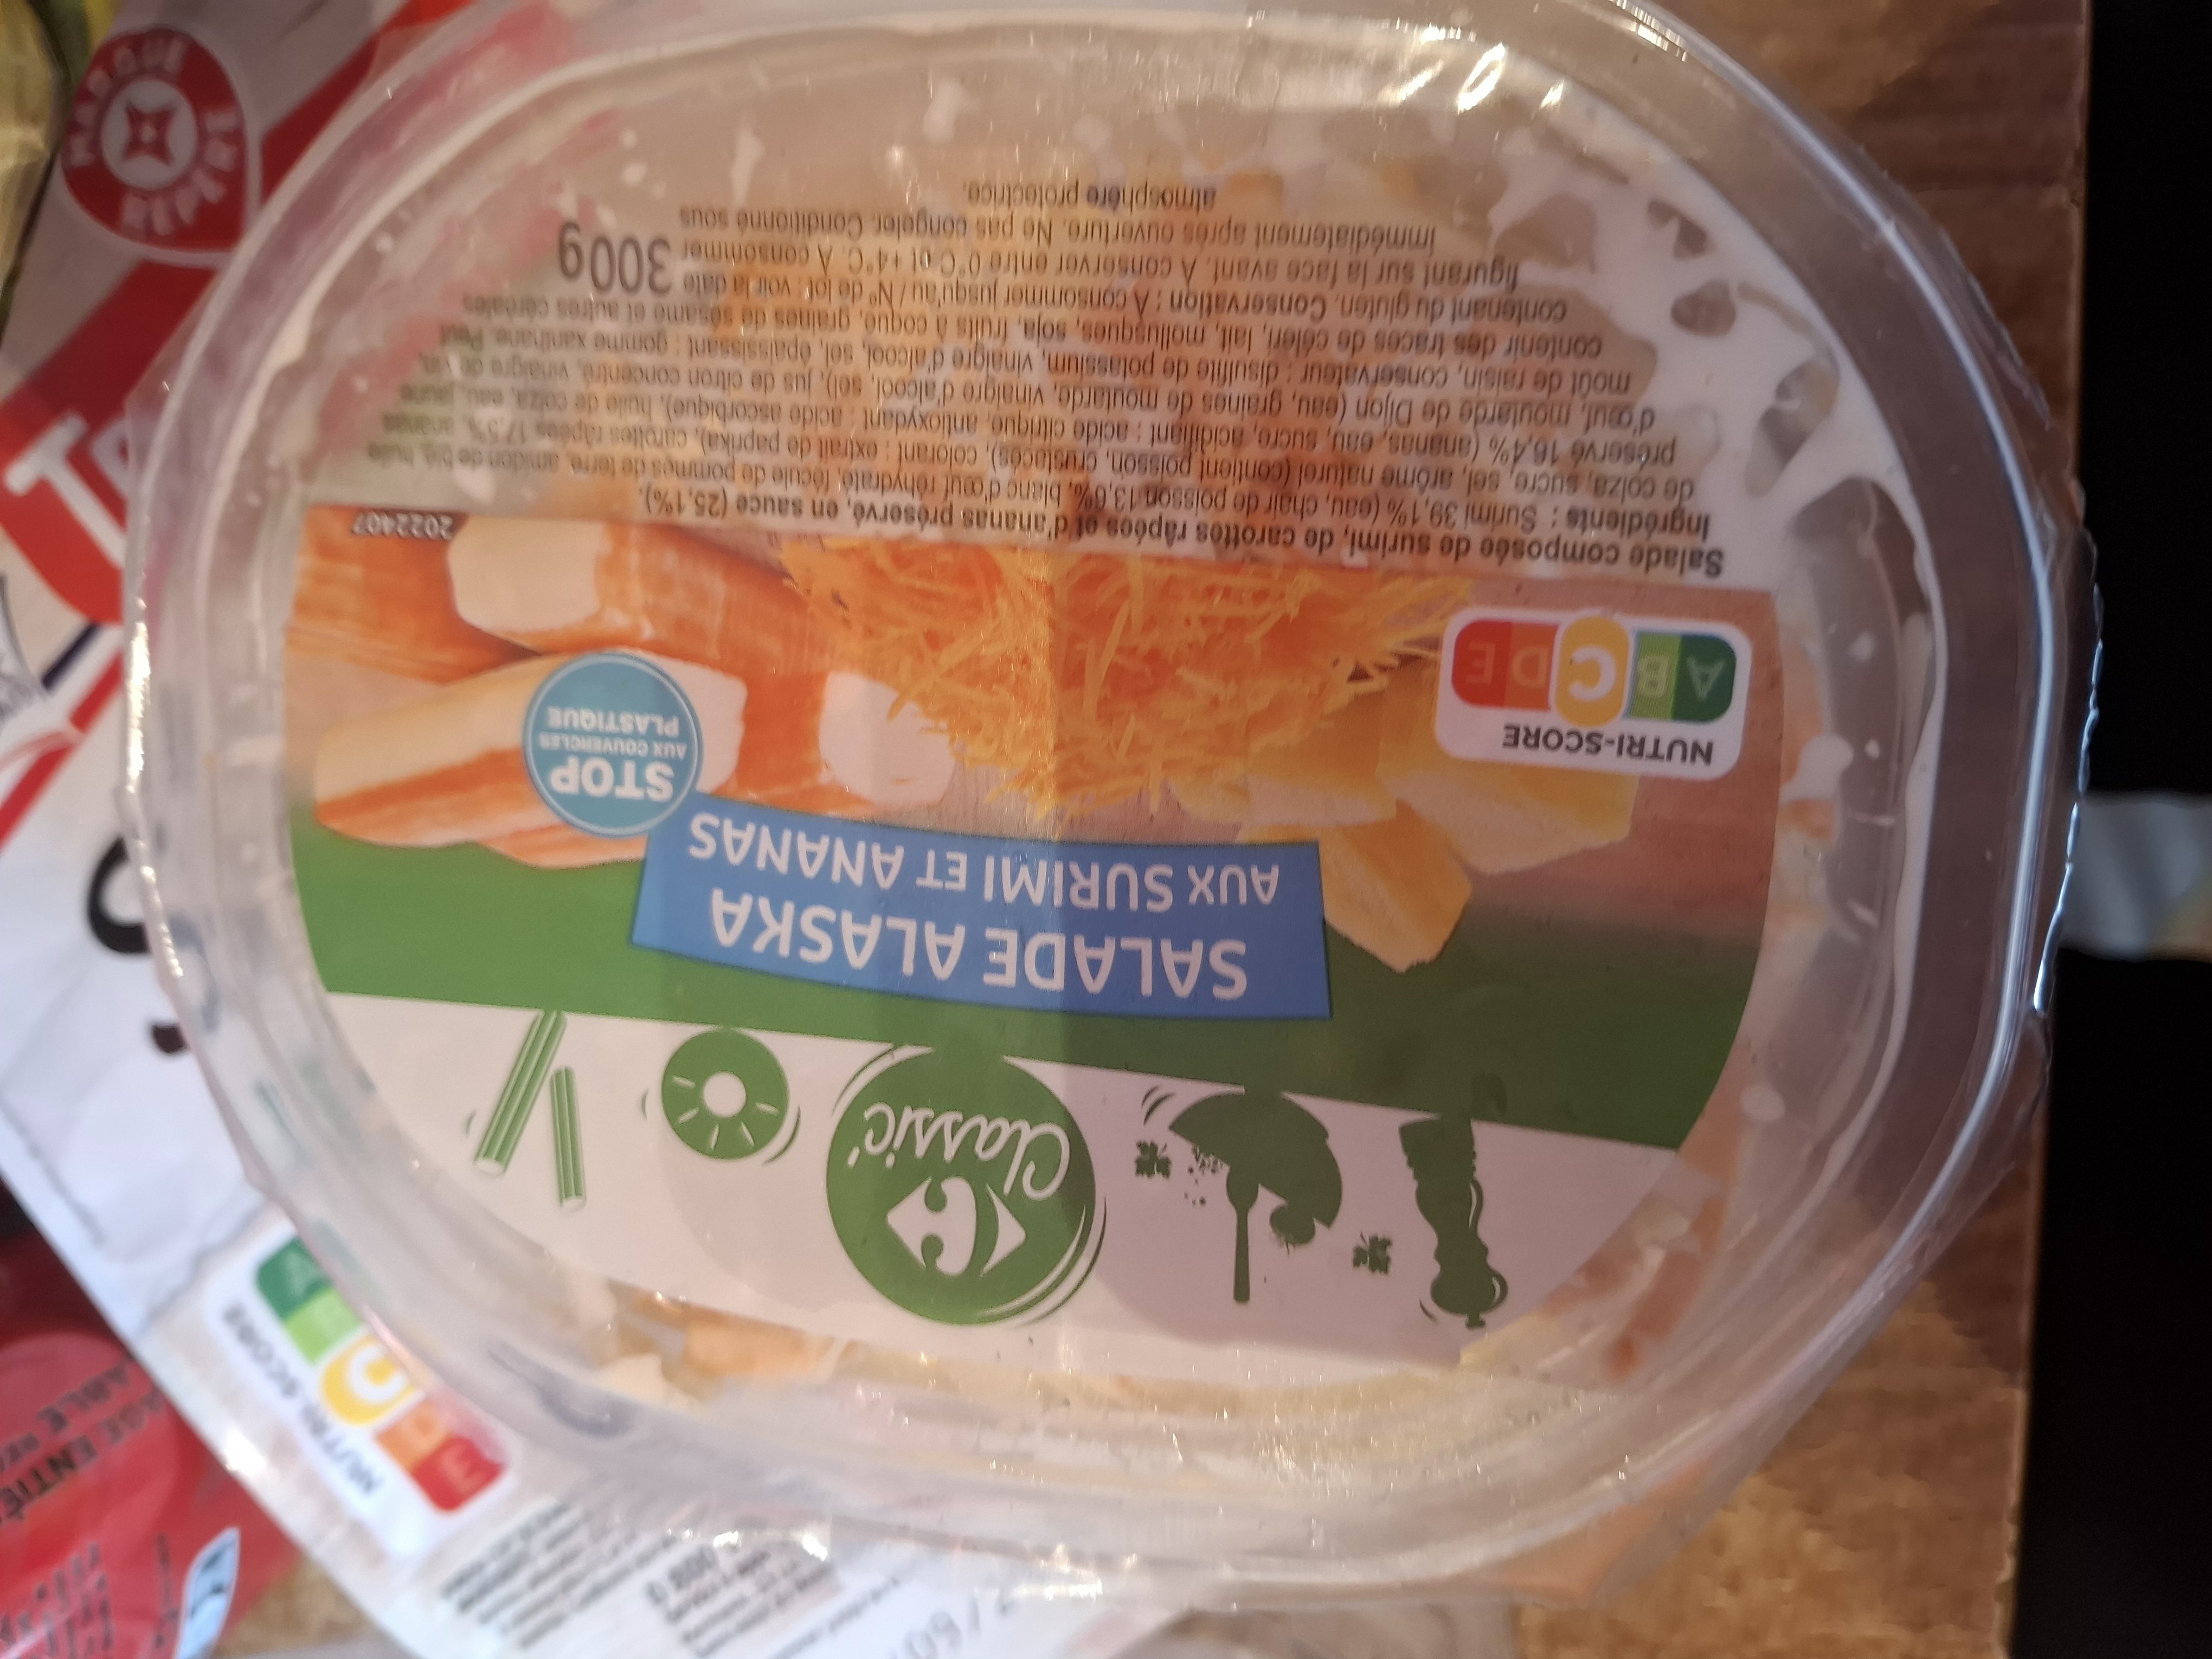 Classic'
SALADE ALASKA
AUX SURIMI ET ANANAS
STOP
AUX COUVERCLES
PLASTIQUE
NUTRI-SCORE
A B C D E
2022407
Salade composée de surimi, de carottes râpées et d'ananas préservé, en sauce (25,1%).
Ingrédients : Surimi 39,1% (eau, chair de poisson 13,6%, blanc d'œuf réhydraté, fécule de pommes de terre, amidon de blé, huile
de colza, sucre, sel, arôme naturel (contient poisson, crustacés), colorant : extrait de paprika), carottes râpées 17,5%, ananas
préservé 16,4% (ananas, eau, sucre, acidifiant : acide citrique, antioxydant : acide ascorbique), huile de colza, eau, jaune
d'œuf, moutarde de Dijon (eau, graines de moutarde, vinaigre d'alcool, sel), jus de citron concentré, vinaigre de vin,
moût de raisin, conservateur : disulfite de potassium, vinaigre d'alcool, sel, épaississant : gomme xanthane. Peut
contenir des traces de céleri, lait, mollusques, soja, fruits à coque, graines de sésame et autres céréales
contenant du gluten. Conservation : A consommer jusqu'au / N° de lot : voir la date
figurant sur la face avant. A conserver entre 0°C et +4°C. A consommer
immédiatement après ouverture. Ne pas congeler. Conditionné sous
atmosphère protectrice.
300g
MARQUE
REPÈRE
NUTRI-SCORE
A B C D E